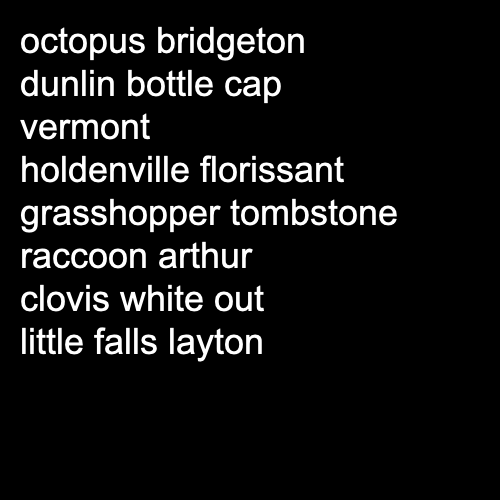 octopus bridgeton
dunlin bottle cap
vermont
holdenville florissant
grasshopper tombstone
raccoon arthur
clovis white out
little falls layton